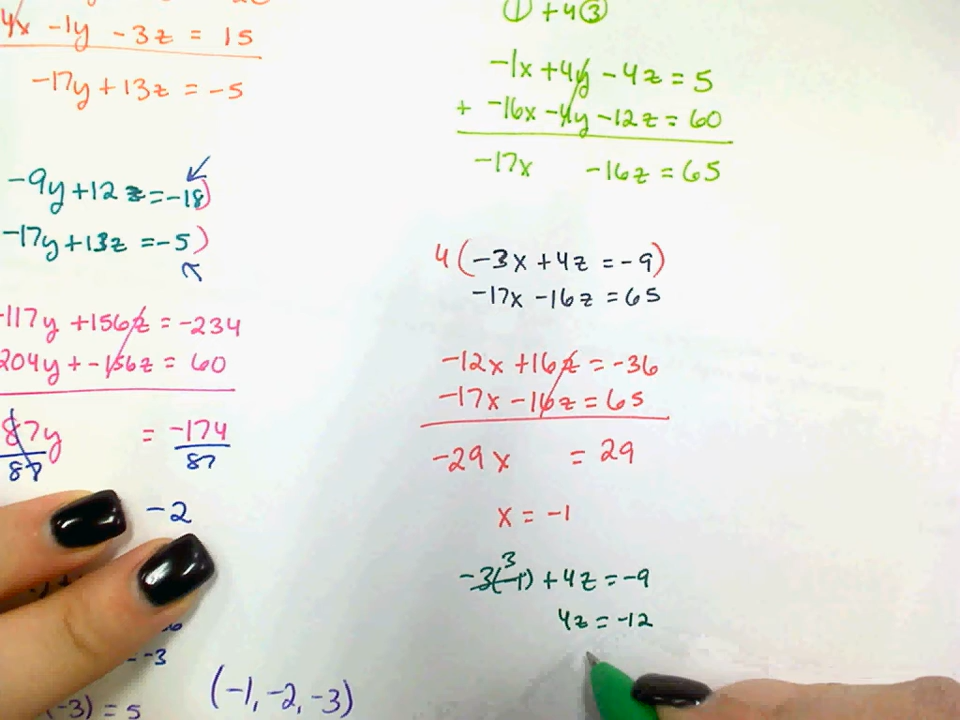 4x -1y -3z = 15
-17y +13z = -5
-9y +12z = -18)
-17y +13z = -5)
-117y +156z = -234
204y + -156z = 60
87y = -174
87 87
-2
= -3
-3) = 5
(-1, -2, -3)
① + 4③
-1x +4y -4z = 5
+ -16x -4y -12z = 60
-17x -16z = 65
4(-3x +4z = -9)
-17x -16z = 65
-12x +16z = -36
-17x -16z = 65
-29x = 29
x = -1
3
-3(-1) + 4z = -9
4z = -12